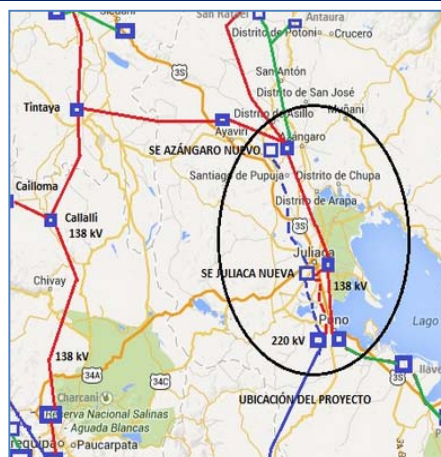 Antaura
San Rafael
Distrito de Potoni
Crucero
3S
San Antón
Distrito de San José
Tintaya
Distrito de Asillo
Muñani
Ayaviri
Azángaro
SE AZÁNGARO NUEVO
Santiago de Pupuja
Distrito de Chupa
Cailloma
Distrito de Arapa
Callalli
3S
138 kV
Juliaca
SE JULIACA NUEVA
Chivay
138 kV
Puno
Lago
220 kV
138 kV
34A
34C
Ilave
3S
Charcani
UBICACIÓN DEL PROYECTO
Reserva Nacional Salinas
Aguada Blancas
Arequipa
Paucarpata